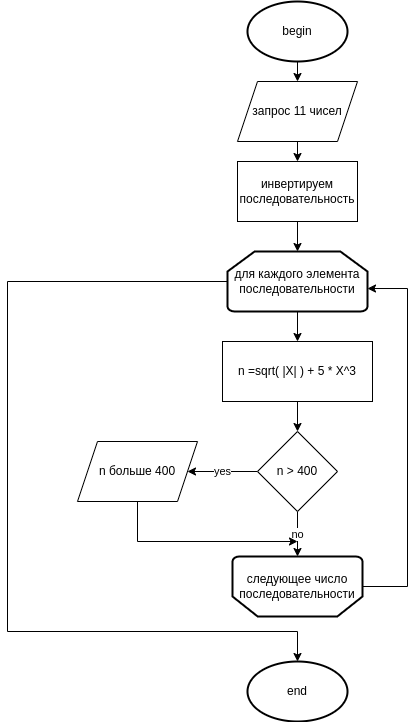 begin
запрос 11 чисел
инвертируем
последовательность
для каждого элемента
последовательности
n =sqrt( |X| ) + 5 * X^3
n > 400
yes
n больше 400
no
следующее число
последовательности
end